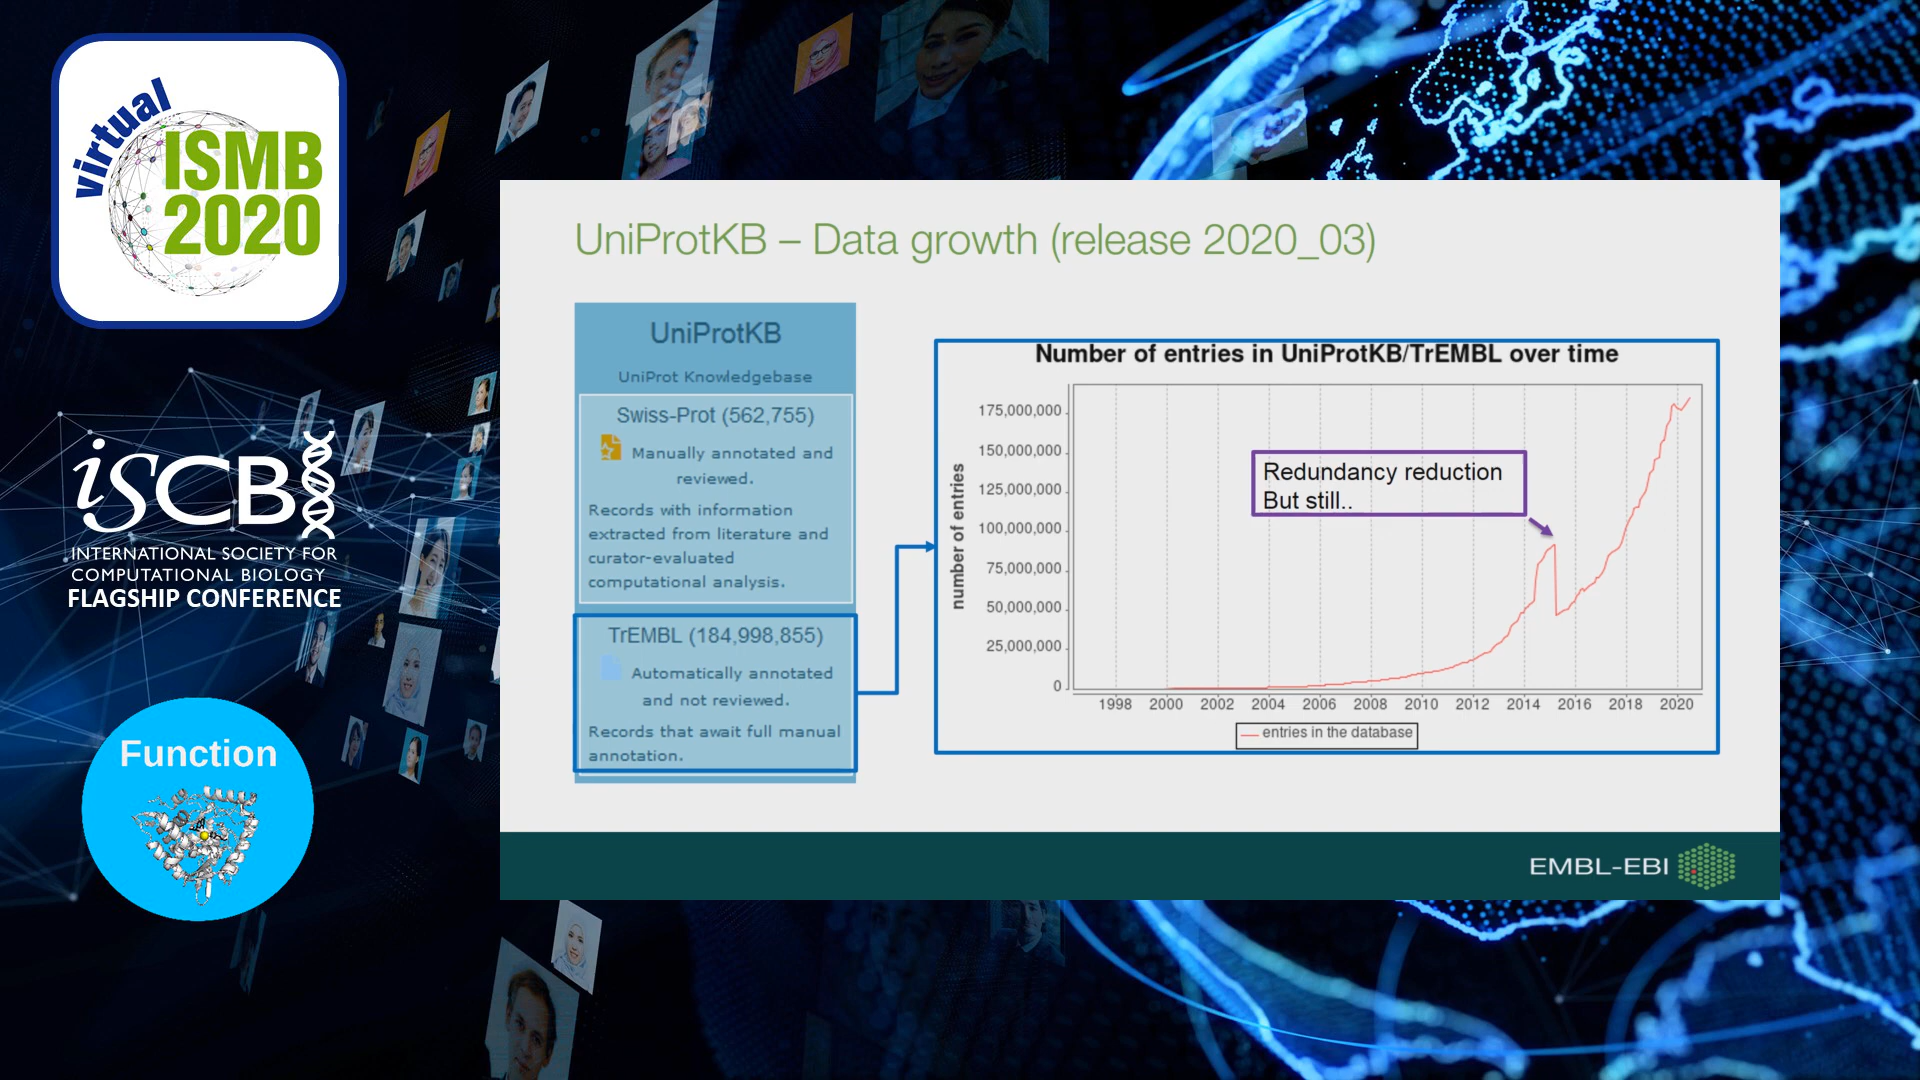 virtual
ISMB
2020
iSCB
INTERNATIONAL SOCIETY FOR
COMPUTATIONAL BIOLOGY
FLAGSHIP CONFERENCE
Function
UniProtKB – Data growth (release 2020_03)
UniProtKB
UniProt Knowledgebase
Swiss-Prot (562,755)
Manually annotated and
reviewed.
Records with information
extracted from literature and
curator-evaluated
computational analysis.
TrEMBL (184,998,855)
Automatically annotated
and not reviewed.
Records that await full manual
annotation.
Number of entries in UniProtKB/TrEMBL over time
number of entries
175,000,000
150,000,000
125,000,000
100,000,000
75,000,000
50,000,000
25,000,000
0
Redundancy reduction
But still..
1998 2000 2002 2004 2006 2008 2010 2012 2014 2016 2018 2020
entries in the database
EMBL-EBI